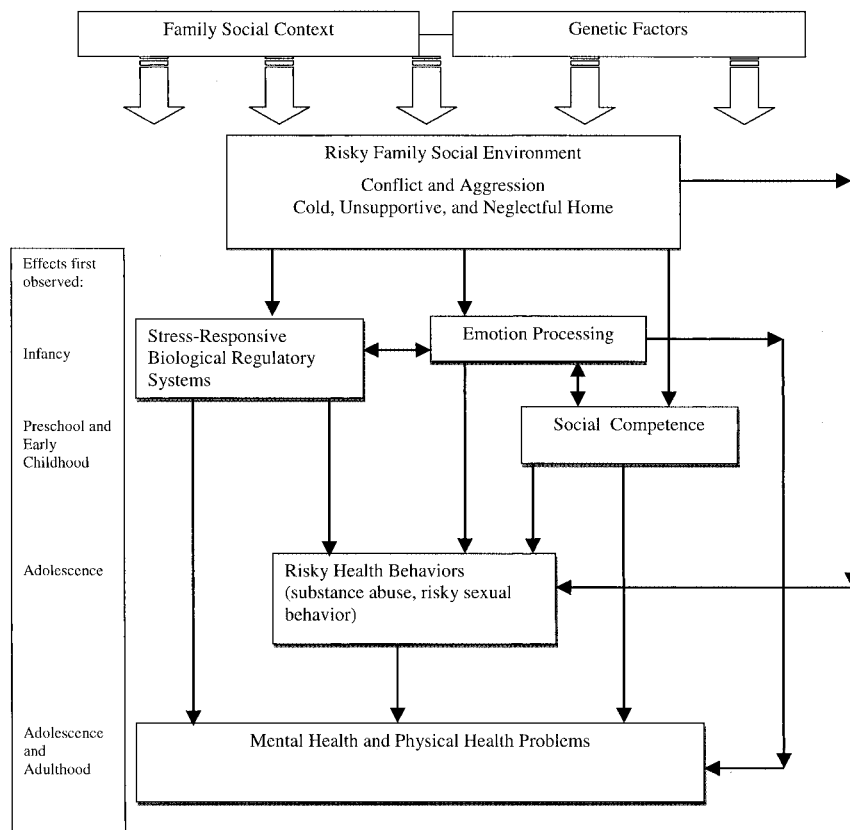 Family Social Context
Genetic Factors
Risky Family Social Environment
Conflict and Aggression
Cold, Unsupportive, and Neglectful Home
Effects first
observed:
Infancy
Stress-Responsive
Biological Regulatory
Systems
Emotion Processing
Preschool and
Early
Childhood
Social Competence
Adolescence
Risky Health Behaviors
(substance abuse, risky sexual
behavior)
Adolescence
and
Adulthood
Mental Health and Physical Health Problems